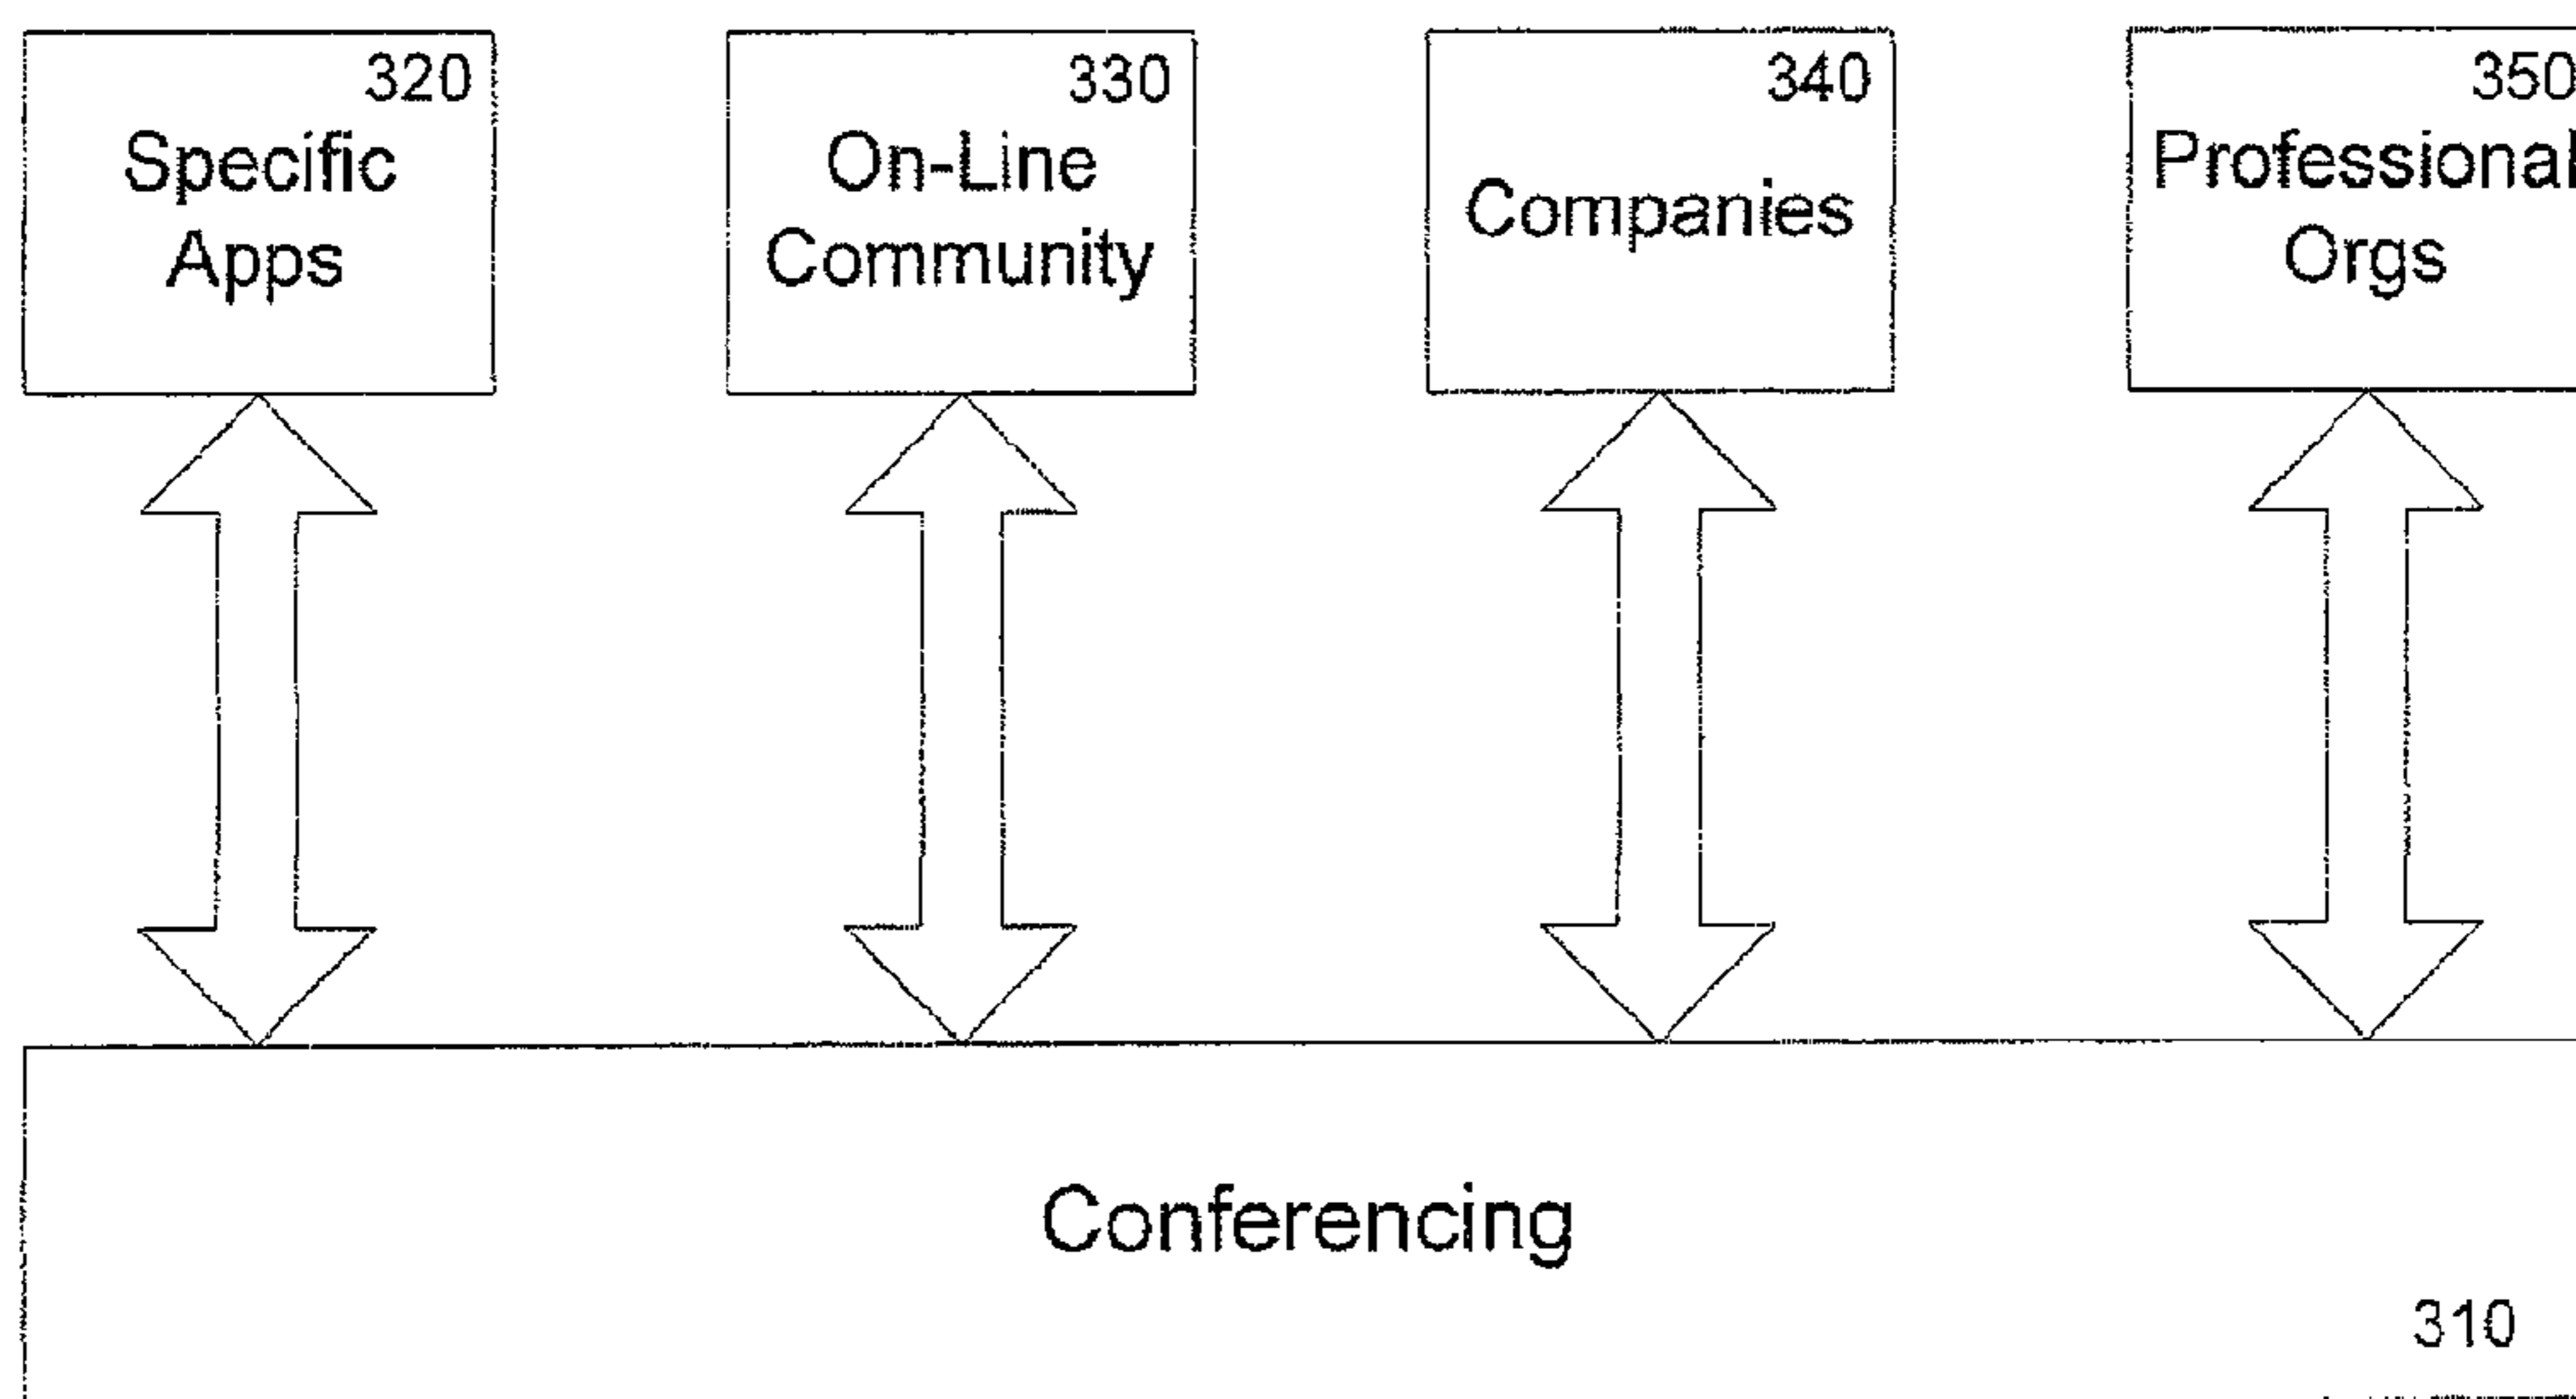 320
Specific
Apps
330
On-Line
Community
340
Companies
350
Professional
Orgs
Conferencing
310